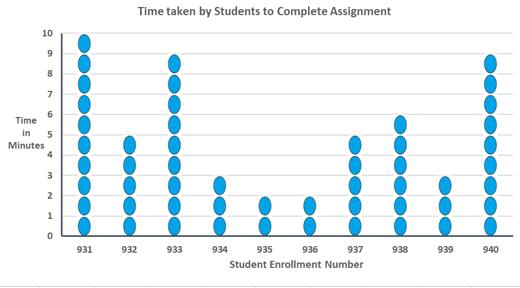 Time taken by Students to Complete Assignment
10
9
8
7
6
5
4
3
2
1
0
Time
in
Minutes
931 932 933 934 935 936 937 938 939 940
Student Enrollment Number